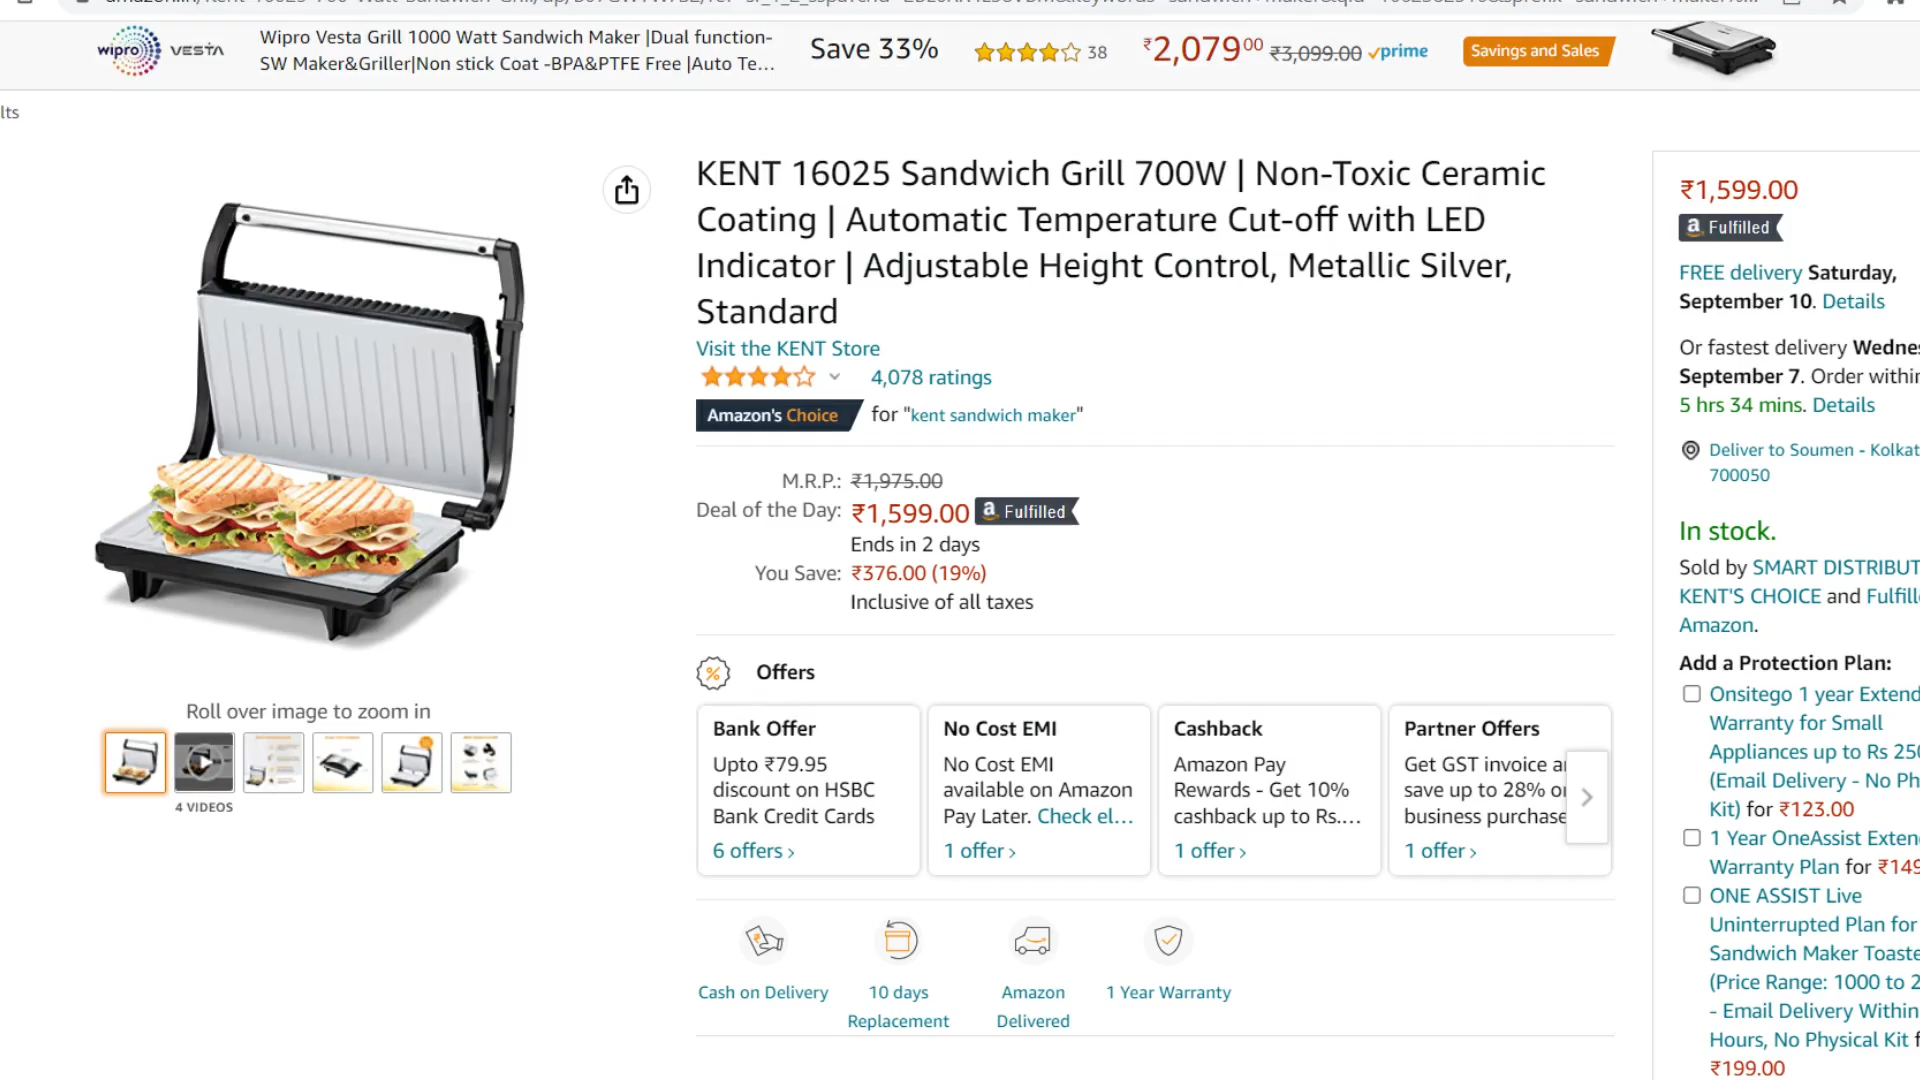 wipro VESTA
Wipro Vesta Grill 1000 Watt Sandwich Maker |Dual function-
SW Maker&Griller|Non stick Coat -BPA&PTFE Free |Auto Te...
Save 33%
38
₹2,07900 ₹3,099.00 prime
Savings and Sales
lts
KENT 16025 Sandwich Grill 700W | Non-Toxic Ceramic
Coating | Automatic Temperature Cut-off with LED
Indicator | Adjustable Height Control, Metallic Silver,
Standard
Visit the KENT Store
4,078 ratings
Amazon's Choice for "kent sandwich maker"
M.R.P.: ₹1,975.00
Deal of the Day: ₹1,599.00 a Fulfilled
Ends in 2 days
You Save: ₹376.00 (19%)
Inclusive of all taxes
Roll over image to zoom in
4 VIDEOS
% Offers
Bank Offer
Upto ₹79.95
discount on HSBC
Bank Credit Cards
6 offers ›
No Cost EMI
No Cost EMI
available on Amazon
Pay Later. Check el...
1 offer ›
Cashback
Amazon Pay
Rewards - Get 10%
cashback up to Rs....
1 offer ›
Partner Offers
Get GST invoice a
save up to 28% o
business purchase
1 offer ›
Cash on Delivery
10 days
Replacement
Amazon
Delivered
1 Year Warranty
₹1,599.00
a Fulfilled
FREE delivery Saturday,
September 10. Details
Or fastest delivery Wednes
September 7. Order within
5 hrs 34 mins. Details
Deliver to Soumen - Kolkat
700050
In stock.
Sold by SMART DISTRIBUT
KENT'S CHOICE and Fulfill
Amazon.
Add a Protection Plan:
Onsitego 1 year Extend
Warranty for Small
Appliances up to Rs 250
(Email Delivery - No Ph
Kit) for ₹123.00
1 Year OneAssist Exten
Warranty Plan for ₹149
ONE ASSIST Live
Uninterrupted Plan for
Sandwich Maker Toaste
(Price Range: 1000 to 2
- Email Delivery Within
Hours, No Physical Kit f
₹199.00